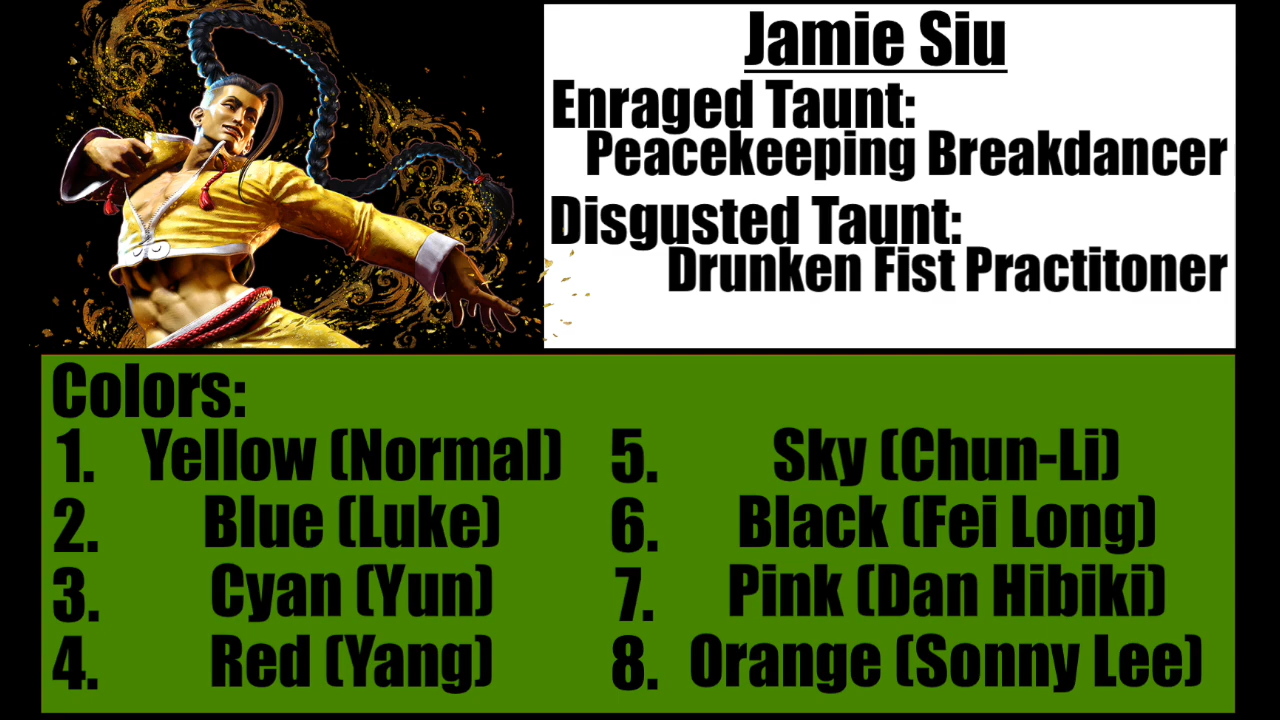 Jamie Siu
Enraged Taunt:
Peacekeeping Breakdancer
Disgusted Taunt:
Drunken Fist Practitoner
Colors:
1. Yellow (Normal)
2. Blue (Luke)
3. Cyan (Yun)
4. Red (Yang)
5. Sky (Chun-Li)
6. Black (Fei Long)
7. Pink (Dan Hibiki)
8. Orange (Sonny Lee)